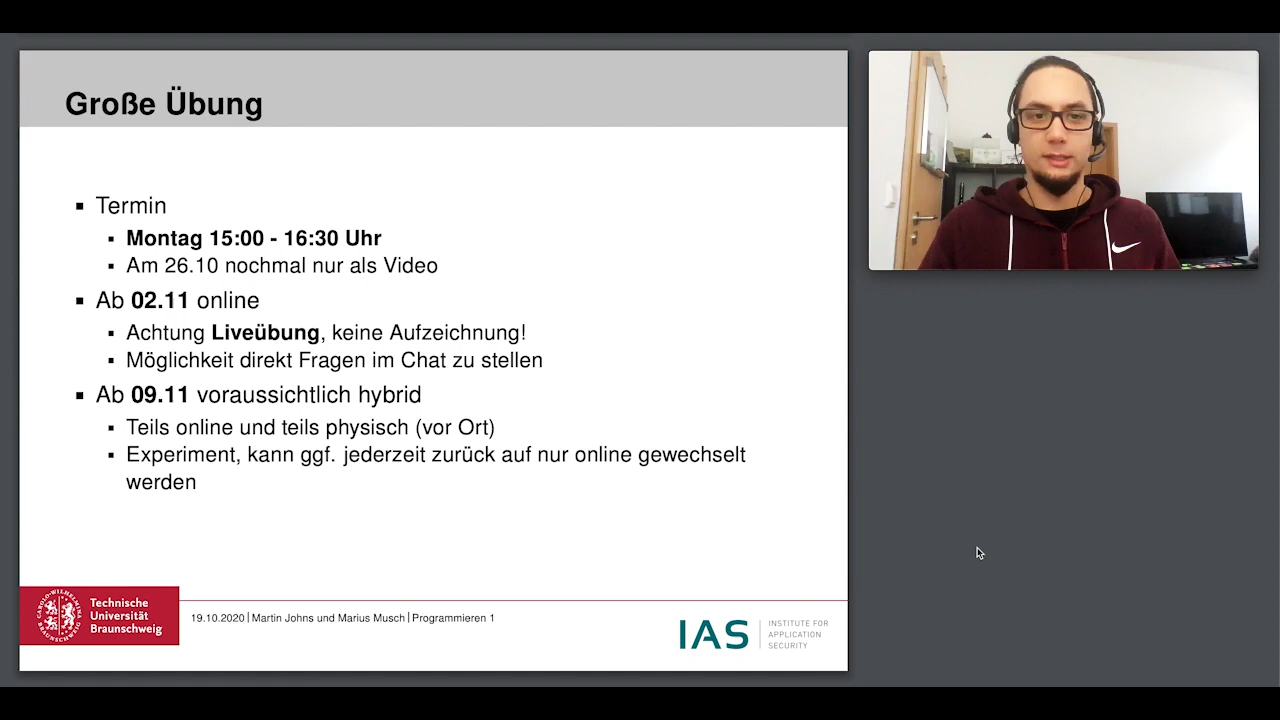 Große Übung
Termin
Montag 15:00 - 16:30 Uhr
Am 26.10 nochmal nur als Video
Ab 02.11 online
Achtung Liveübung, keine Aufzeichnung!
Möglichkeit direkt Fragen im Chat zu stellen
Ab 09.11 voraussichtlich hybrid
Teils online und teils physisch (vor Ort)
Experiment, kann ggf. jederzeit zurück auf nur online gewechselt
werden
Technische
Universität
Braunschweig
19.10.2020 | Martin Johns und Marius Musch | Programmieren 1
IAS
INSTITUTE FOR
APPLICATION
SECURITY